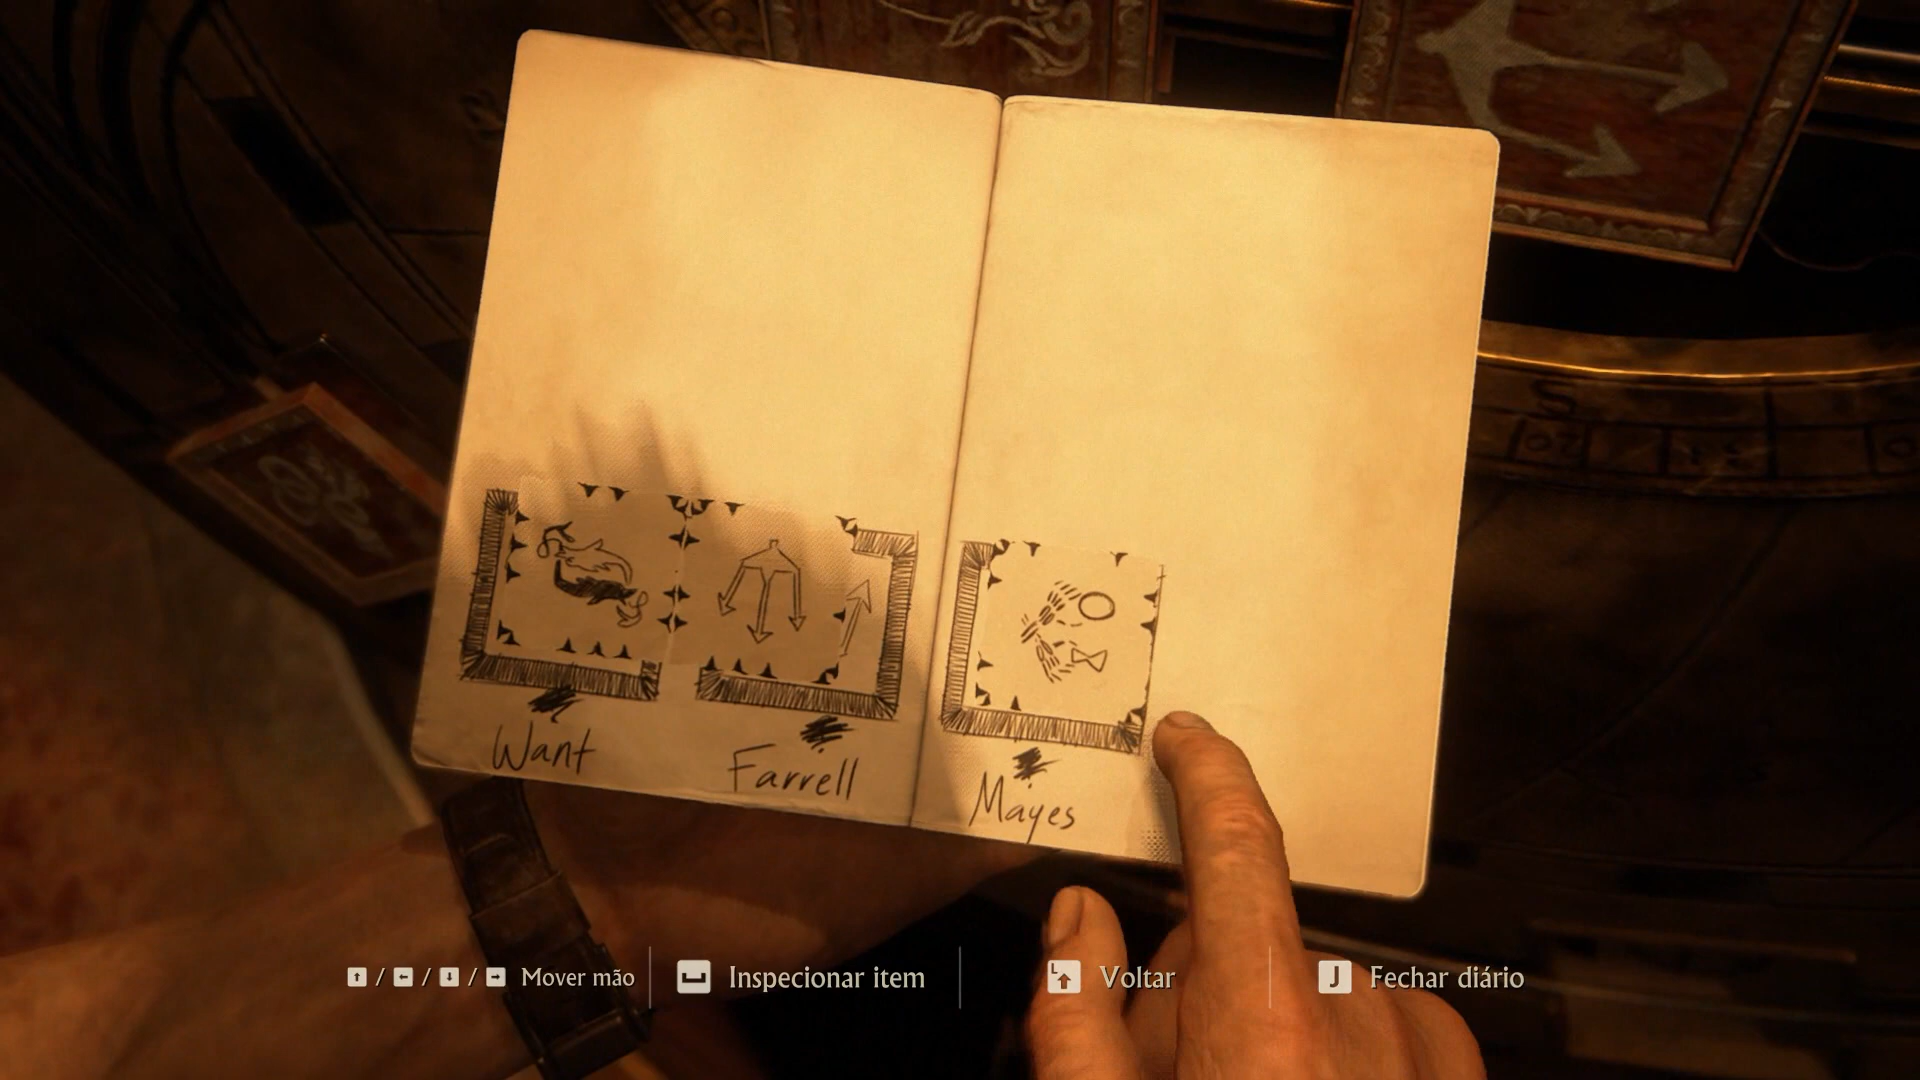 Want
Farrell
Mayes
Mover mão
Inspecionar item
L
Voltar
J
Fechar diário